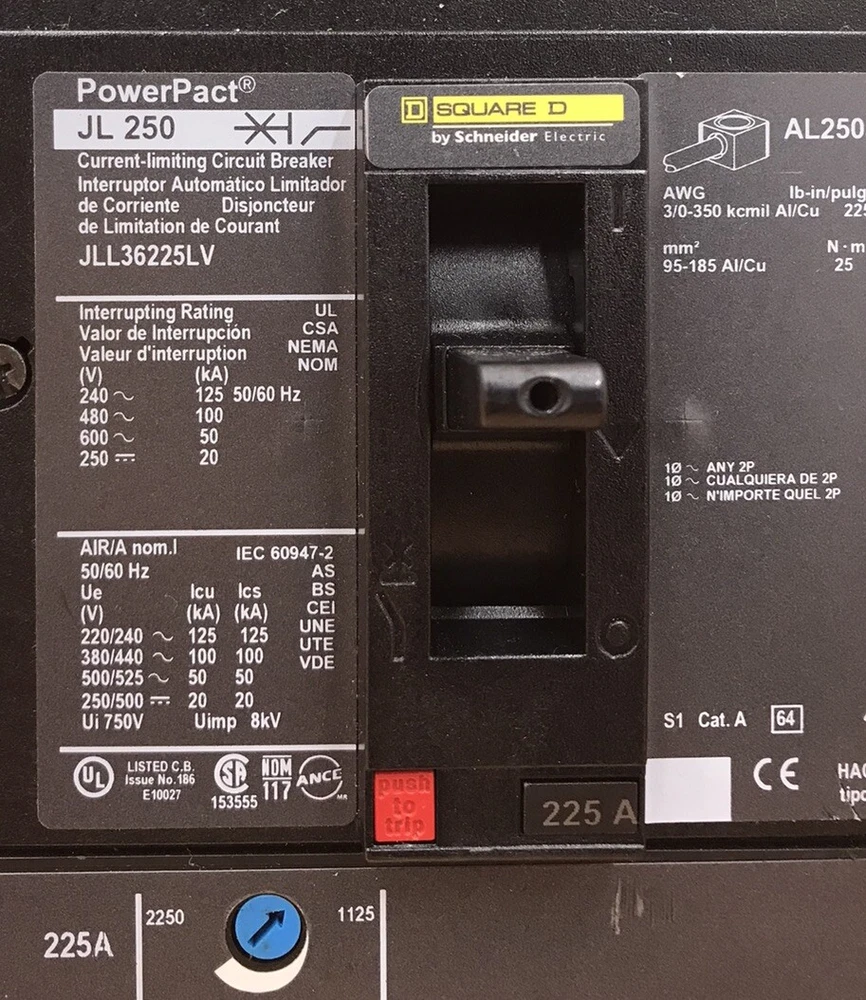 PowerPact®
JL 250
Current-limiting Circuit Breaker
Interruptor Automático Limitador
de Corriente Disjoncteur
de Limitation de Courant
JLL36225LV
Interrupting Rating UL
Valor de Interrupción CSA
Valeur d'interruption NEMA
NOM
(V) (kA)
240 ~ 125 50/60 Hz
480 ~ 100
600 ~ 50
250 ⎓ 20
AIR/A nom.I IEC 60947-2
50/60 Hz AS
Ue Icu Ics BS
(V) (kA) (kA) CEI
220/240 ~ 125 125 UNE
380/440 ~ 100 100 UTE
500/525 ~ 50 50 VDE
250/500 ⎓ 20 20
Ui 750V Uimp 8kV
UL LISTED C.B.
Issue No.186
E10027
SA
153555
NOM
117
ANCE
MR
D SQUARE D
by Schneider Electric
I
O
push
to
trip
225 A
AL250
AWG lb-in/pulg
3/0-350 kcmil Al/Cu 225
mm² N·m
95-185 Al/Cu 25
1Ø ~ ANY 2P
1Ø ~ CUALQUIERA DE 2P
1Ø ~ N'IMPORTE QUEL 2P
S1 Cat. A 64
CE
tipo
225A
2250 1125